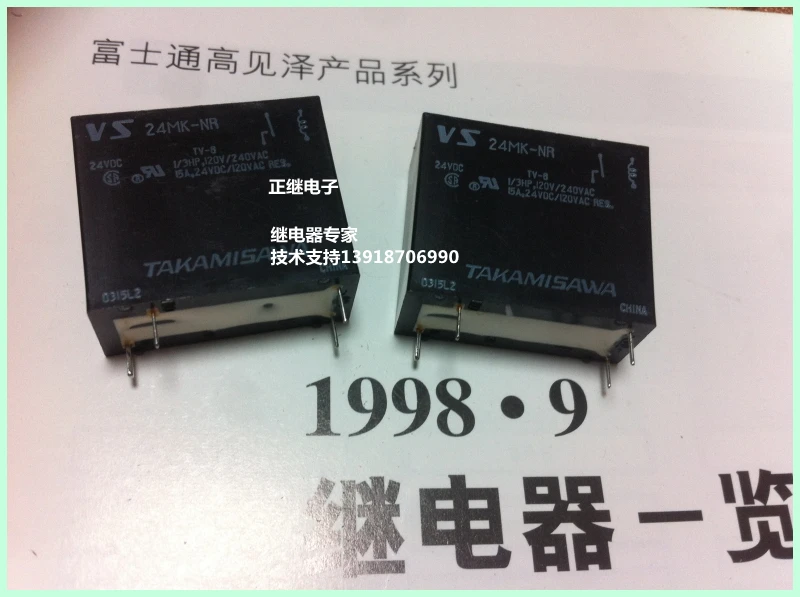 富士通高见泽产品系列
VS 24MK-NR
24VDC
TV-8
1/3HP,120V/240VAC
15A,24VDC/120VAC RES.
TAKAMISAWA
0315L2
CHINA
VS 24MK-NR
24VDC
TV-8
1/3HP,120V/240VAC
15A,24VDC/120VAC RES.
TAKAMISAWA
0315L2
CHINA
正继电子
继电器专家
技术支持13918706990
1998·9
继电器一览